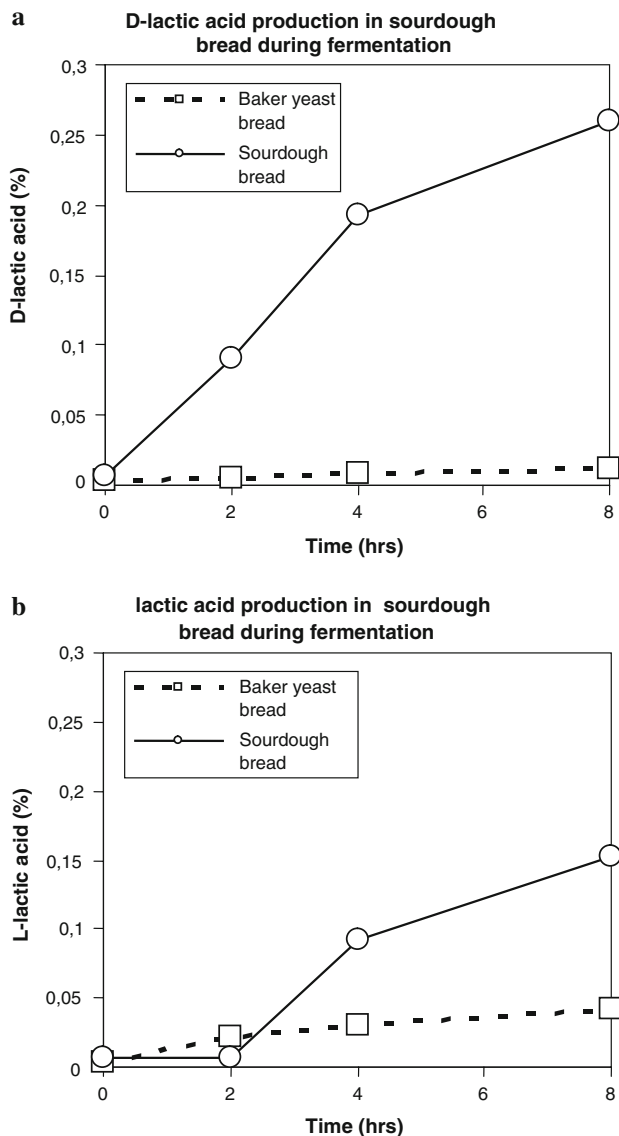 a
D-lactic acid production in sourdough
bread during fermentation
0,3
0,25
0,2
0,15
0,1
0,05
0
D-lactic acid (%)
Baker yeast
bread
Sourdough
bread
0 2 4 6 8
Time (hrs)
b
lactic acid production in sourdough
bread during fermentation
0,3
0,25
0,2
0,15
0,1
0,05
0
L-lactic acid (%)
Baker yeast
bread
Sourdough
bread
0 2 4 6 8
Time (hrs)